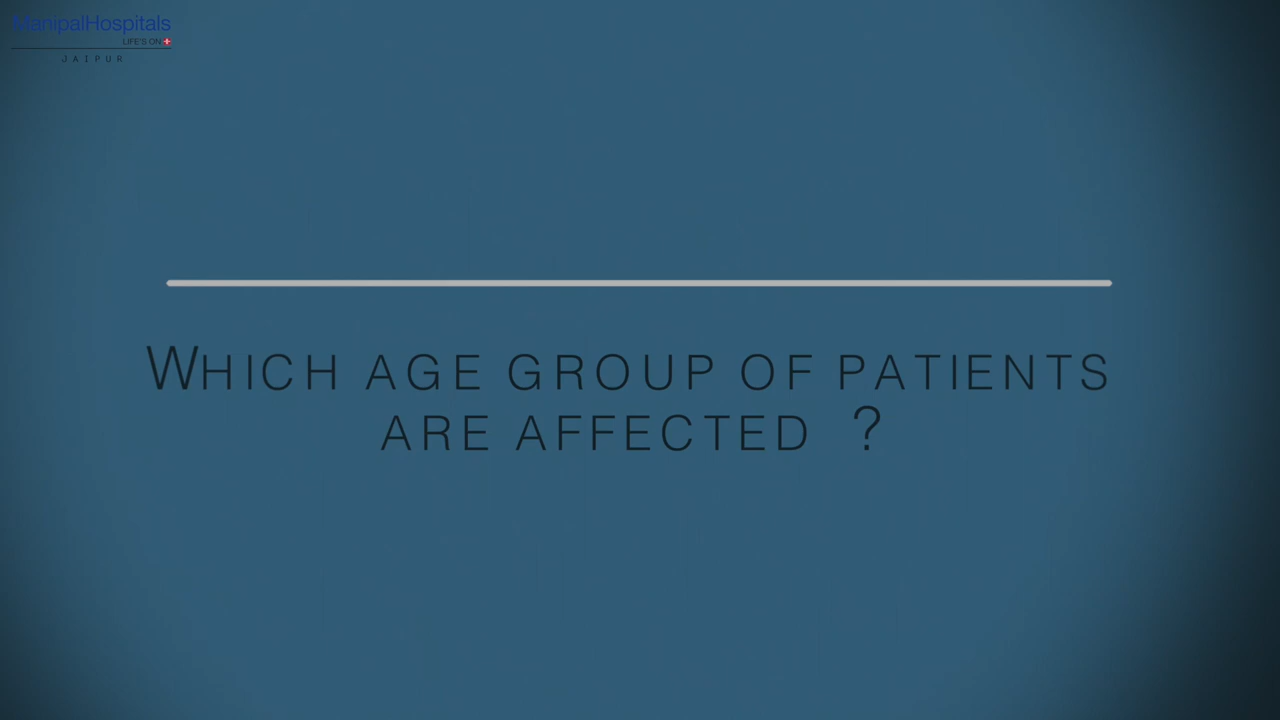 ManipalHospitals
LIFE'S ON
JAIPUR
WHICH AGE GROUP OF PATIENTS
ARE AFFECTED ?